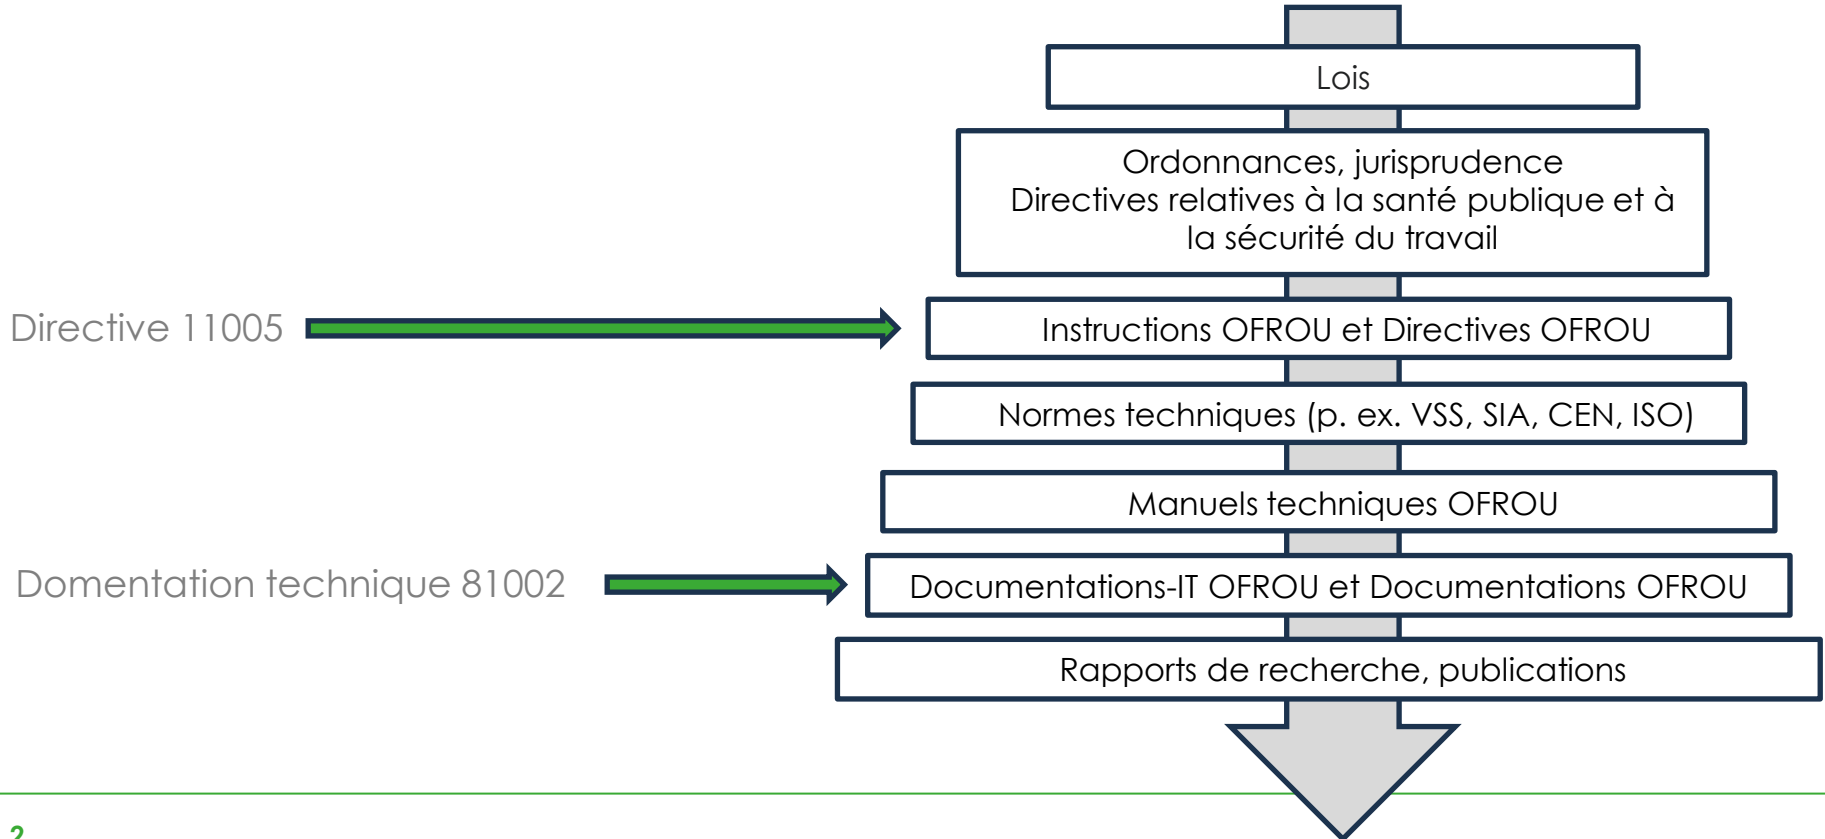 Lois
Ordonnances, jurisprudence
Directives relatives à la santé publique et à
la sécurité du travail
Directive 11005
Instructions OFROU et Directives OFROU
Normes techniques (p. ex. VSS, SIA, CEN, ISO)
Manuels techniques OFROU
Domentation technique 81002
Documentations-IT OFROU et Documentations OFROU
Rapports de recherche, publications
2